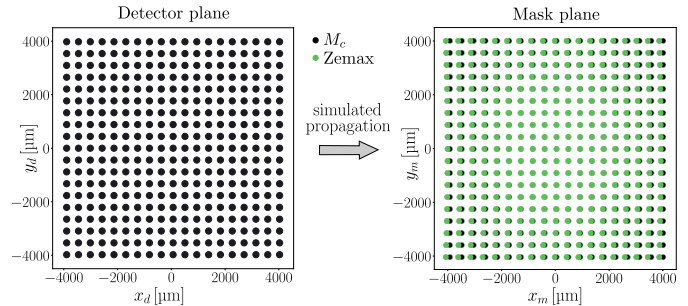 Detector plane
Mask plane
M_c
Zemax
simulated
propagation
4000
2000
0
−2000
−4000
y_d [µm]
−4000 −2000 0 2000 4000
x_d [µm]
4000
2000
0
−2000
−4000
y_m [µm]
−4000 −2000 0 2000 4000
x_m [µm]